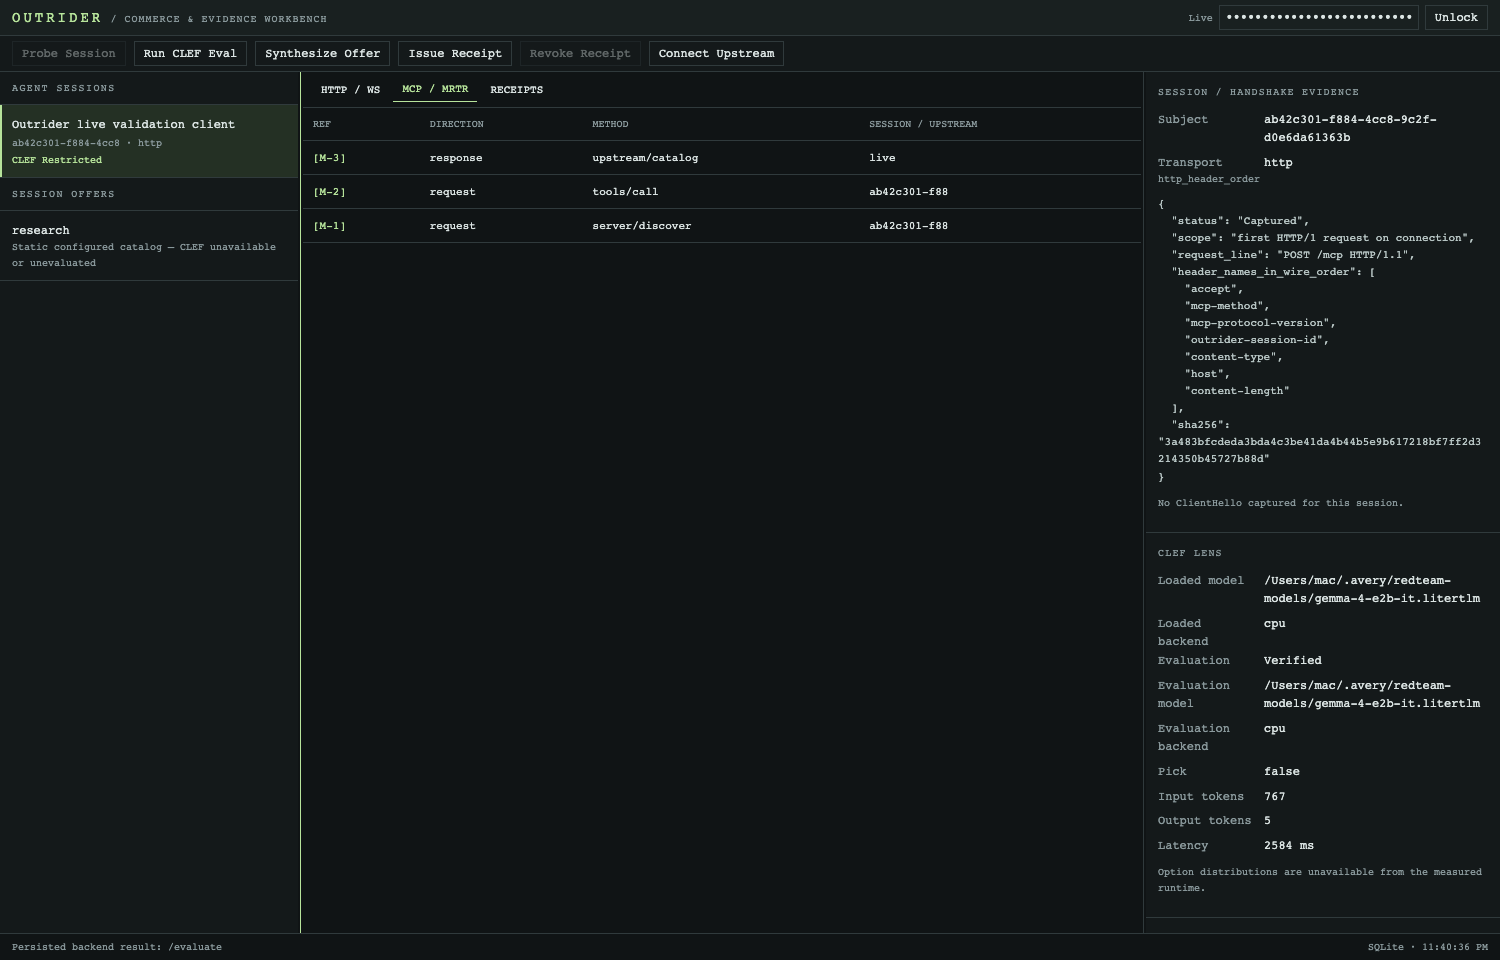 OUTRIDER / COMMERCE & EVIDENCE WORKBENCH
Live •••••••••••••••••••••••••• Unlock
Probe Session Run CLEF Eval Synthesize Offer Issue Receipt Revoke Receipt Connect Upstream
AGENT SESSIONS
Outrider live validation client
ab42c301-f884-4cc8 · http
CLEF Restricted
SESSION OFFERS
research
Static configured catalog — CLEF unavailable
or unevaluated
HTTP / WS MCP / MRTR RECEIPTS
REF DIRECTION METHOD SESSION / UPSTREAM
[M-3] response upstream/catalog live
[M-2] request tools/call ab42c301-f88
[M-1] request server/discover ab42c301-f88
SESSION / HANDSHAKE EVIDENCE
Subject ab42c301-f884-4cc8-9c2f-
d0e6da61363b
Transport http
http_header_order
{
"status": "Captured",
"scope": "first HTTP/1 request on connection",
"request_line": "POST /mcp HTTP/1.1",
"header_names_in_wire_order": [
"accept",
"mcp-method",
"mcp-protocol-version",
"outrider-session-id",
"content-type",
"host",
"content-length"
],
"sha256":
"3a483bfcdeda3bda4c3be41da4b44b5e9b617218bf7ff2d3
214350b45727b88d"
}
No ClientHello captured for this session.
CLEF LENS
Loaded model /Users/mac/.avery/redteam-
models/gemma-4-e2b-it.litertlm
Loaded cpu
backend
Evaluation Verified
Evaluation /Users/mac/.avery/redteam-
model models/gemma-4-e2b-it.litertlm
Evaluation cpu
backend
Pick false
Input tokens 767
Output tokens 5
Latency 2584 ms
Option distributions are unavailable from the measured
runtime.
Persisted backend result: /evaluate
SQLite · 11:40:36 PM